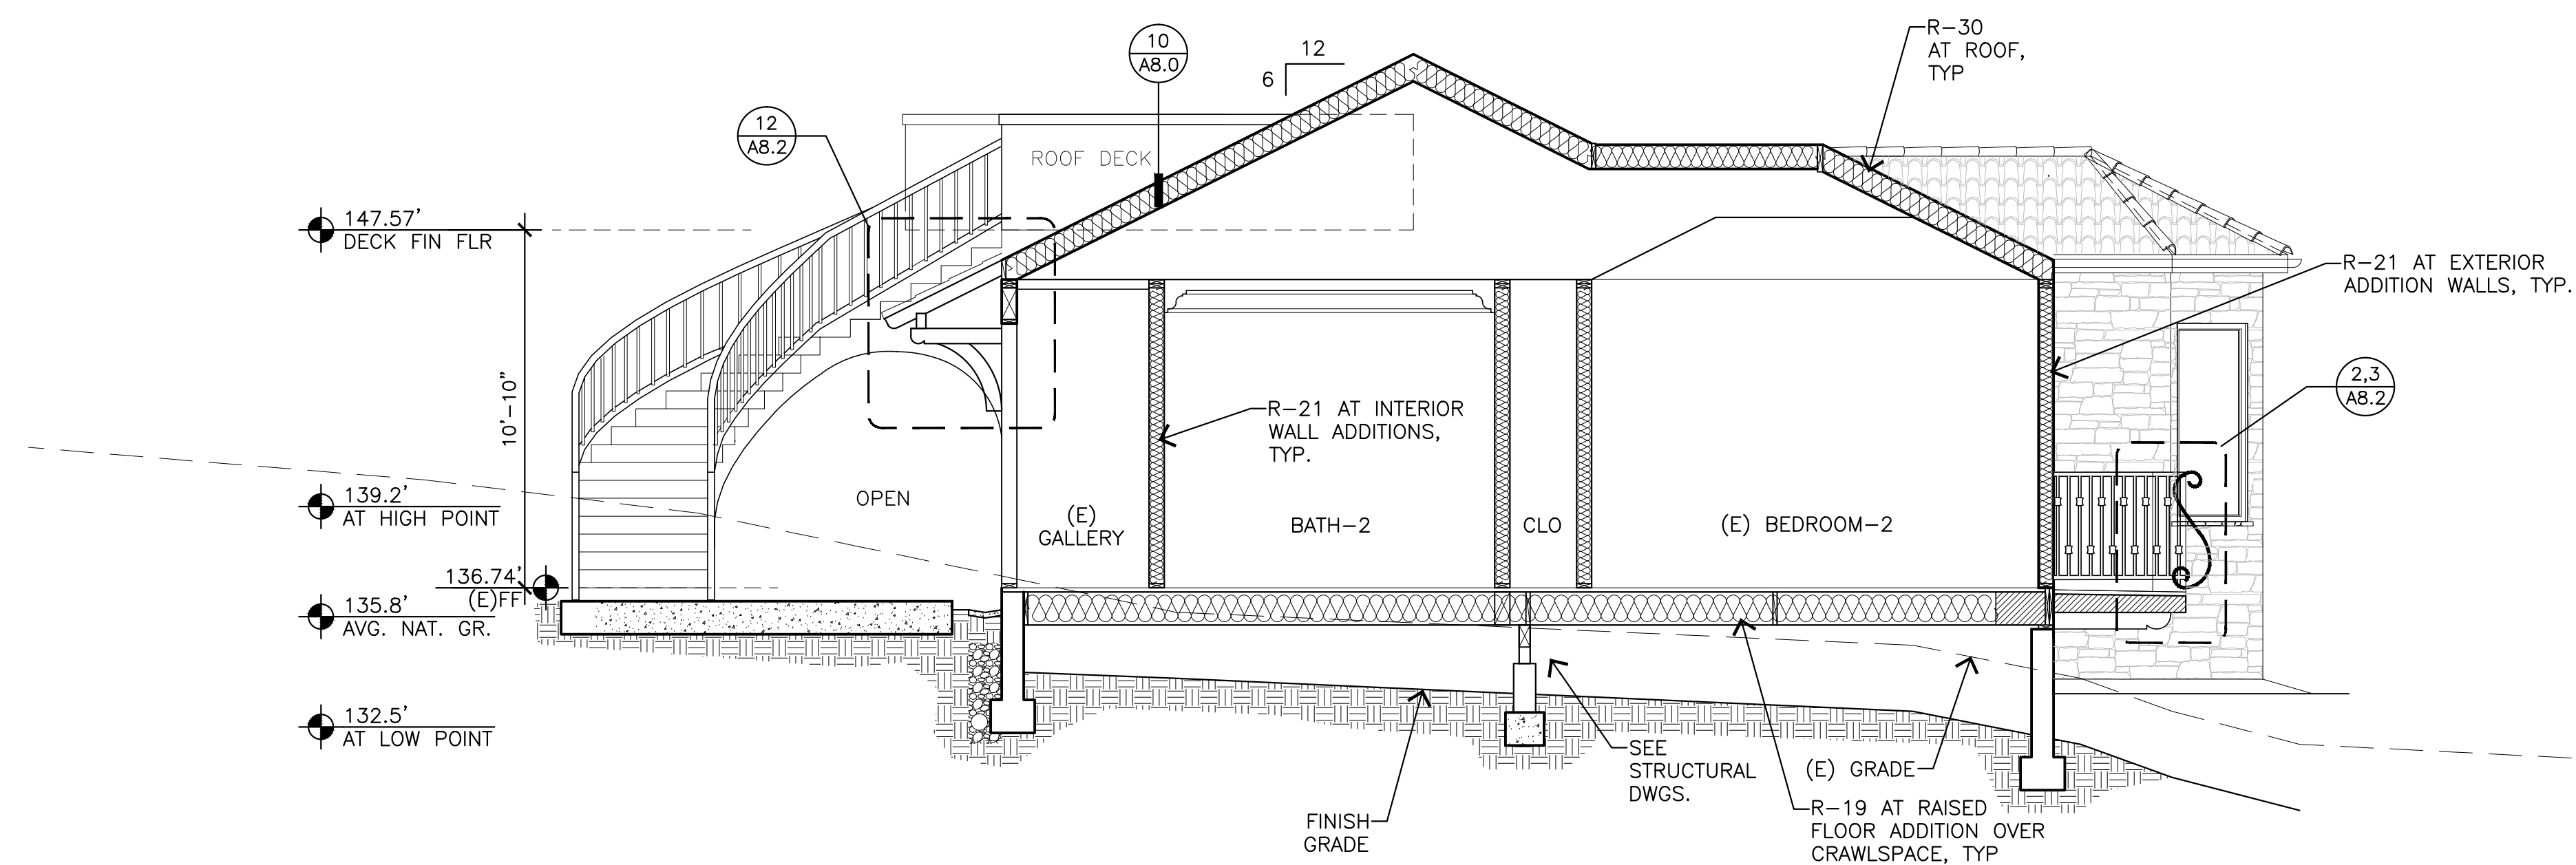 R-30
AT ROOF,
TYP
10
A8.0
12
6
12
A8.2
ROOF DECK
147.57'
DECK FIN FLR
R-21 AT EXTERIOR
ADDITION WALLS, TYP.
2,3
A8.2
10'-10"
R-21 AT INTERIOR
WALL ADDITIONS,
TYP.
139.2'
AT HIGH POINT
OPEN
(E)
GALLERY
BATH-2
CLO
(E) BEDROOM-2
136.74'
(E)FF
135.8'
AVG. NAT. GR.
132.5'
AT LOW POINT
SEE
STRUCTURAL
DWGS.
(E) GRADE
R-19 AT RAISED
FLOOR ADDITION OVER
CRAWLSPACE, TYP
FINISH
GRADE